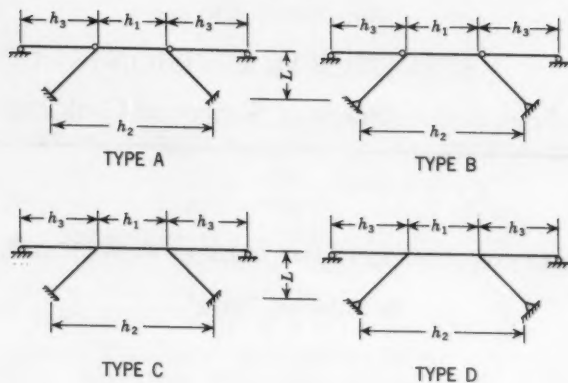 h₃ h₁ h₃
L
h₂
TYPE A
h₃ h₁ h₃
h₂
TYPE B
h₃ h₁ h₃
L
h₂
TYPE C
h₃ h₁ h₃
h₂
TYPE D